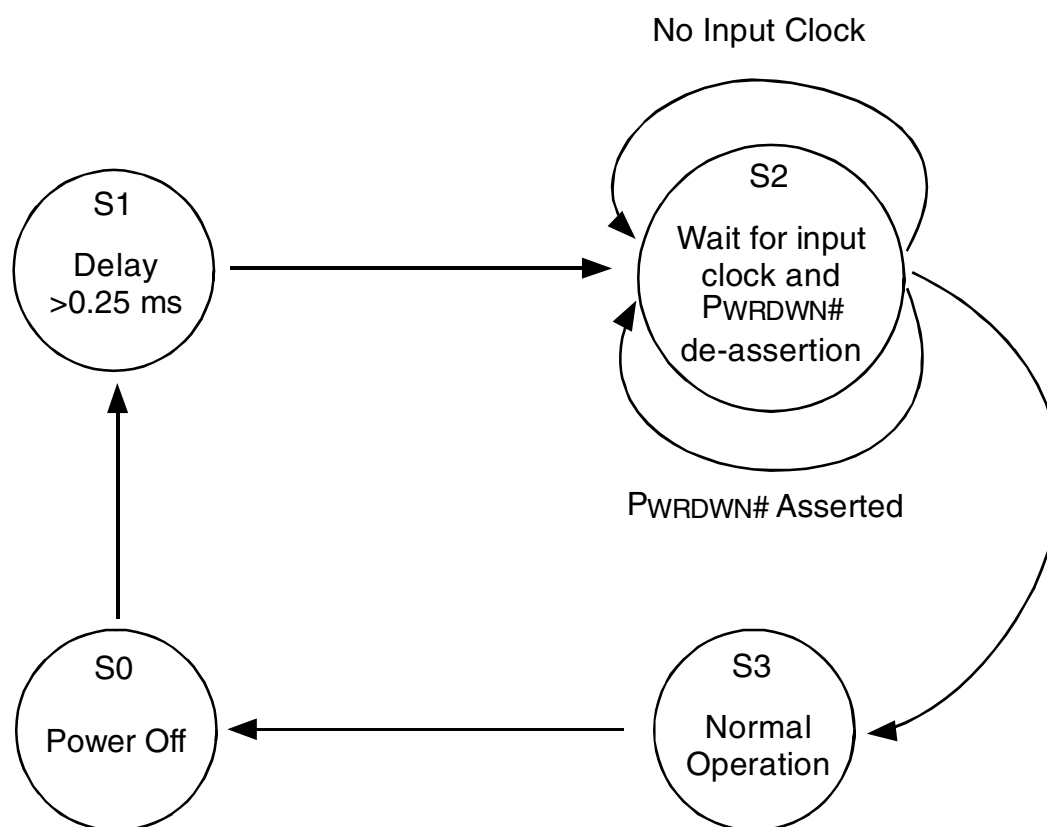 No Input Clock
S1
Delay
>0.25 ms
S2
Wait for input
clock and
PWRDWN#
de-assertion
PWRDWN# Asserted
S0
Power Off
S3
Normal
Operation